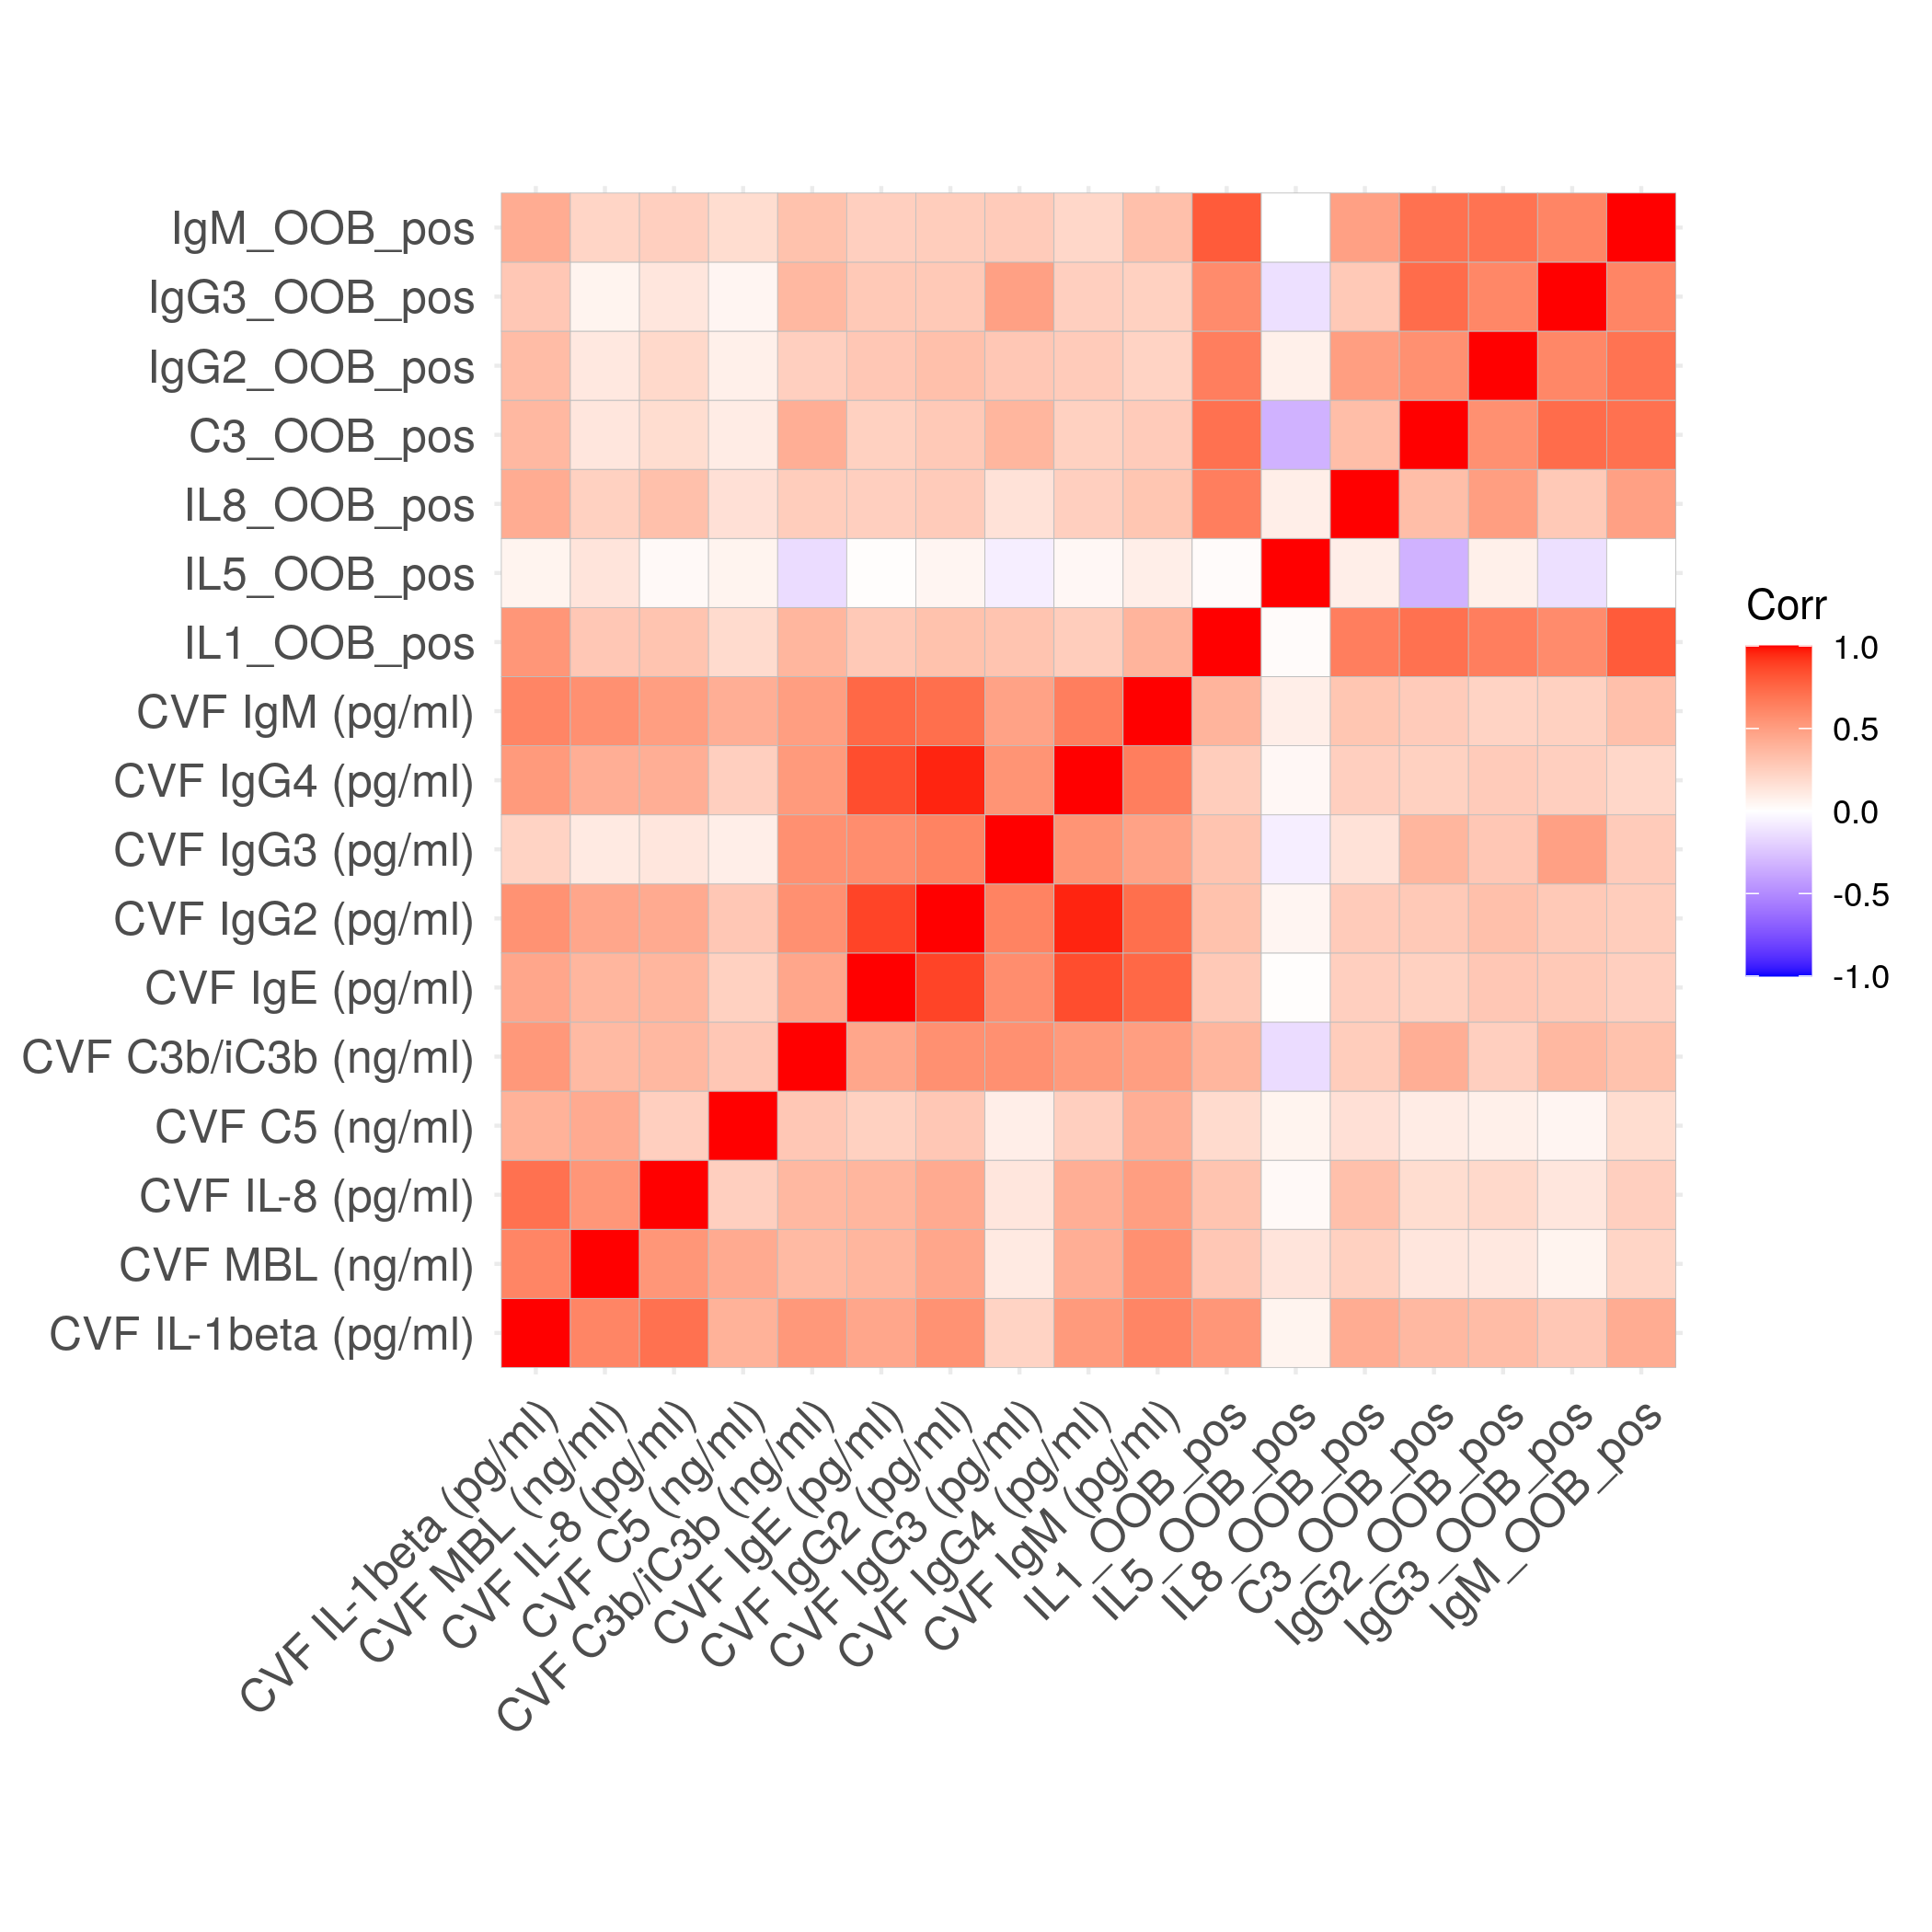 IgM_OOB_pos
IgG3_OOB_pos
IgG2_OOB_pos
C3_OOB_pos
IL8_OOB_pos
IL5_OOB_pos
IL1_OOB_pos
CVF IgM (pg/ml)
CVF IgG4 (pg/ml)
CVF IgG3 (pg/ml)
CVF IgG2 (pg/ml)
CVF IgE (pg/ml)
CVF C3b/iC3b (ng/ml)
CVF C5 (ng/ml)
CVF IL-8 (pg/ml)
CVF MBL (ng/ml)
CVF IL-1beta (pg/ml)
CVF IL-1beta (pg/ml)
CVF MBL (ng/ml)
CVF IL-8 (pg/ml)
CVF C5 (ng/ml)
CVF C3b/iC3b (ng/ml)
CVF IgE (pg/ml)
CVF IgG2 (pg/ml)
CVF IgG3 (pg/ml)
CVF IgG4 (pg/ml)
CVF IgM (pg/ml)
IL1_OOB_pos
IL5_OOB_pos
IL8_OOB_pos
C3_OOB_pos
IgG2_OOB_pos
IgG3_OOB_pos
IgM_OOB_pos
Corr
1.0
0.5
0.0
-0.5
-1.0